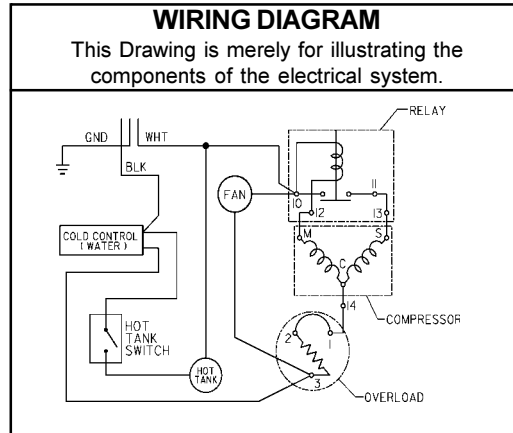 WIRING DIAGRAM
This Drawing is merely for illustrating the
components of the electrical system.
RELAY
GND
WHT
BLK
FAN
10
11
12
13
COLD CONTROL
(WATER)
M
S
C
14
COMPRESSOR
HOT
TANK
SWITCH
HOT
TANK
2
1
3
OVERLOAD